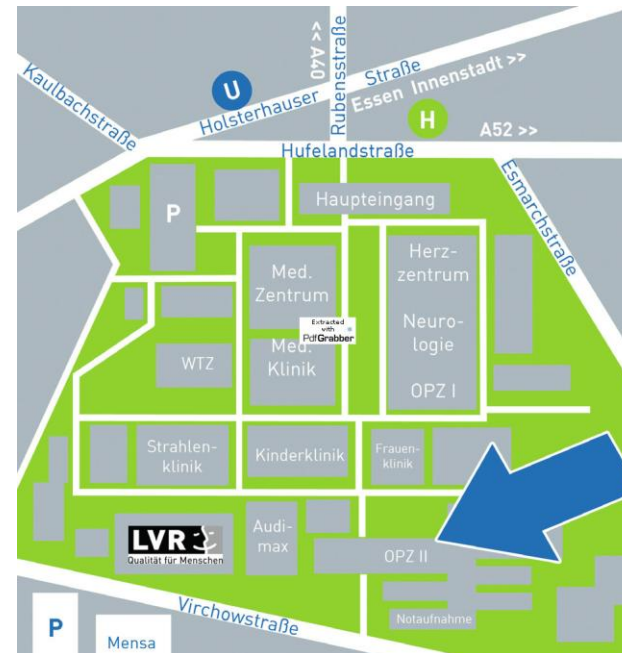 << A40
Kaulbachstraße
U
Holsterhauser Straße
Rubensstraße
Essen Innenstadt >>
H
A52 >>
Hufelandstraße
Esmarchstraße
P
Haupteingang
Med.
Zentrum
Herz-
zentrum
Neuro-
logie
OPZ I
Extracted
with
PdfGrabber
WTZ
Med.
Klinik
Strahlen-
klinik
Kinderklinik
Frauen-
klinik
LVR
Qualität für Menschen
Audi-
max
OPZ II
Notaufnahme
Virchowstraße
P
Mensa